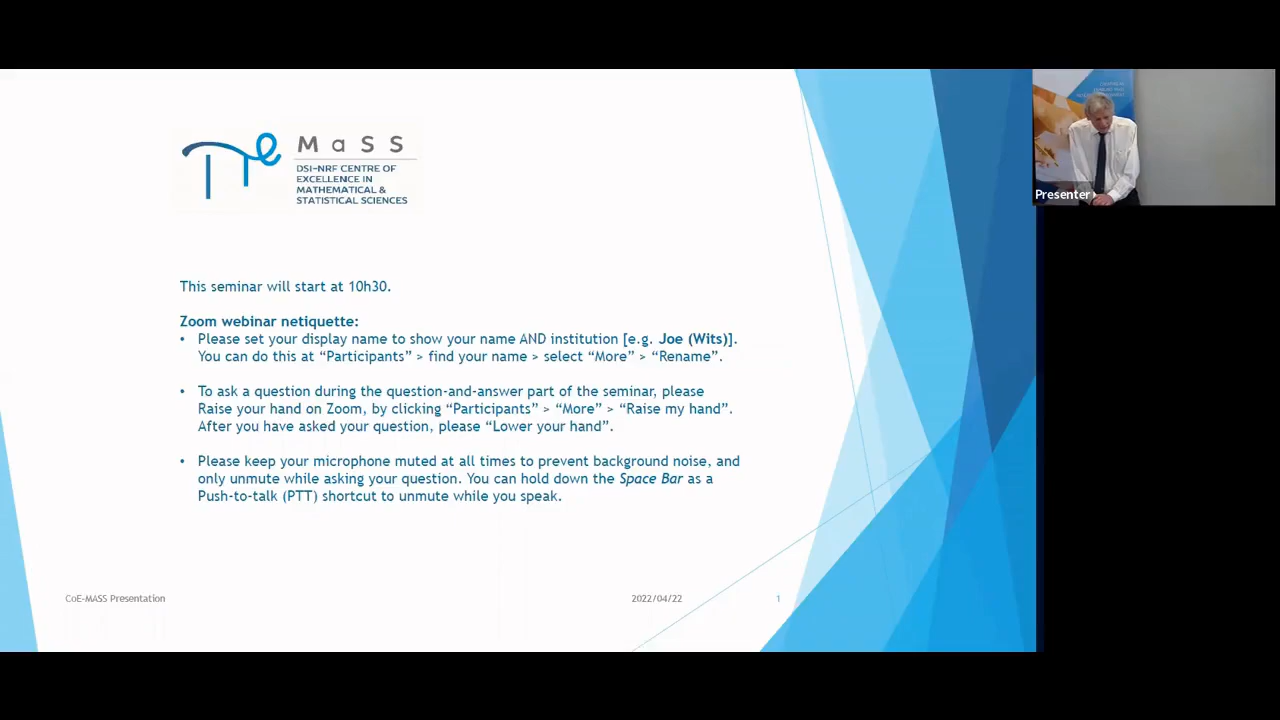 MaSS
DSI-NRF CENTRE OF
EXCELLENCE IN
MATHEMATICAL &
STATISTICAL SCIENCES
This seminar will start at 10h30.
Zoom webinar netiquette:
• Please set your display name to show your name AND institution [e.g. Joe (Wits)].
You can do this at “Participants” > find your name > select “More” > “Rename”.
• To ask a question during the question-and-answer part of the seminar, please
Raise your hand on Zoom, by clicking “Participants” > “More” > “Raise my hand”.
After you have asked your question, please “Lower your hand”.
• Please keep your microphone muted at all times to prevent background noise, and
only unmute while asking your question. You can hold down the Space Bar as a
Push-to-talk (PTT) shortcut to unmute while you speak.
CoE-MASS Presentation
2022/04/22
1
Presenter